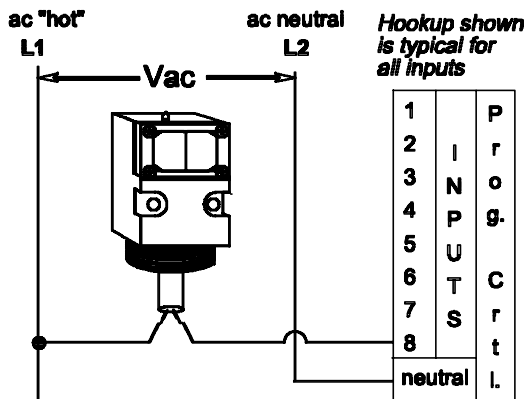 ac "hot"
L1
ac neutral
L2
Hookup shown
is typical for
all inputs
Vac
1
2
3
4
5
6
7
8
INPUTS
Prog. Crtl.
neutral